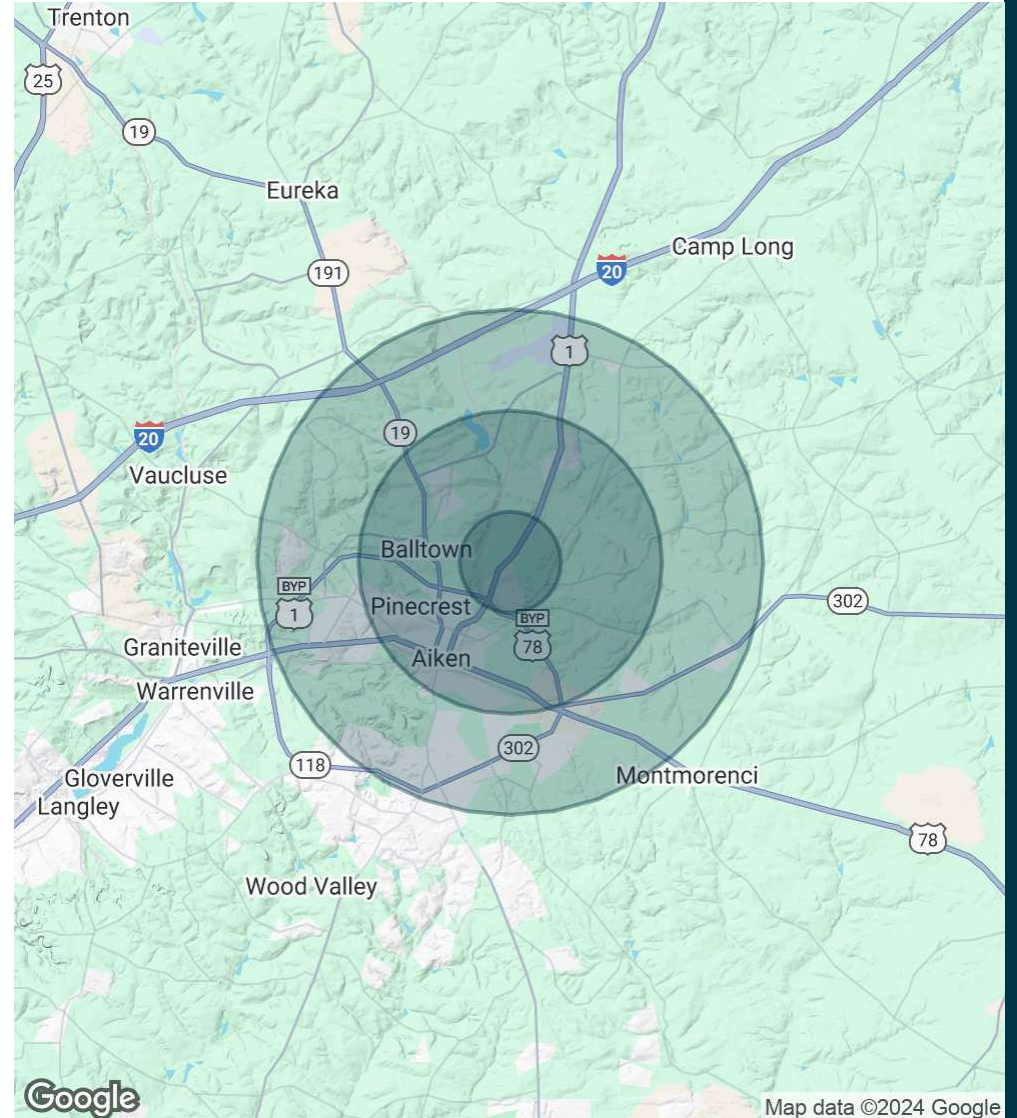 Trenton
25
19
Eureka
191
Camp Long
20
1
19
20
Vaucluse
Balltown
BYP
1
Pinecrest
BYP
78
302
Graniteville
Aiken
Warrenville
302
118
Gloverville
Montmorenci
Langley
78
Wood Valley
Google
Map data ©2024 Google